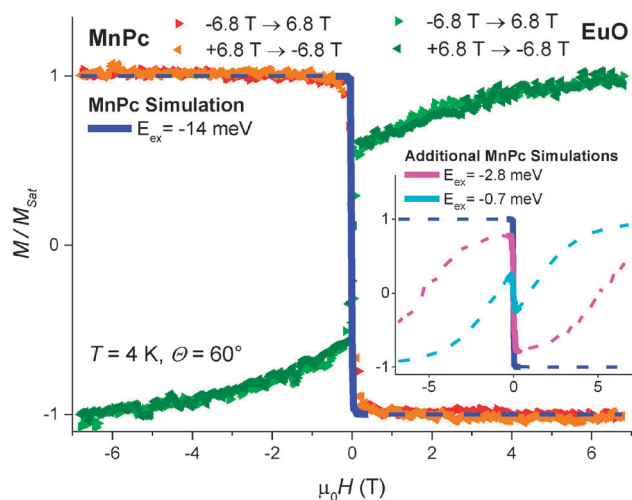 MnPc
-6.8 T → 6.8 T
+6.8 T → -6.8 T
-6.8 T → 6.8 T
+6.8 T → -6.8 T
EuO
MnPc Simulation
E_ex = -14 meV
Additional MnPc Simulations
E_ex = -2.8 meV
E_ex = -0.7 meV
1
0
-1
-5
0
5
T = 4 K, Θ = 60°
M / M_Sat
1
0
-1
-6
-4
-2
0
2
4
6
μ₀H (T)